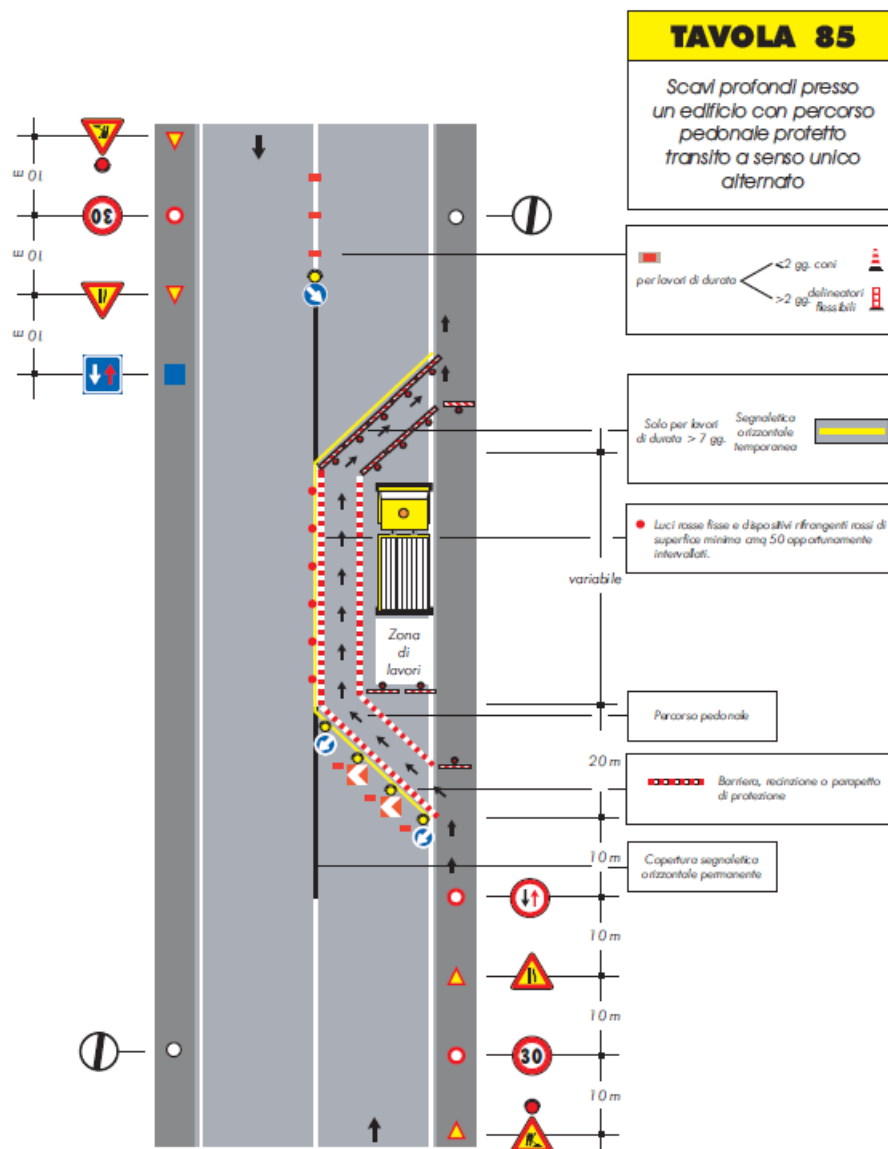 TAVOLA 85
Scavi profondi presso
un edificio con percorso
pedonale protetto
transito a senso unico
alternato
10 m
30
10 m
10 m
per lavori di durata
<2 gg. coni
>2 gg. delineatori
flessibili
Solo per lavori
di durata > 7 gg.
Segnaletica
orizzontale
temporanea
Luci rosse fisse e dispositivi rifrangenti rossi di
superfice minima cmq 50 opportunamente
intervallati.
variabile
Zona
di
lavori
Percorso pedonale
20 m
Barriera, recinzione o parapetto
di protezione
10 m
Copertura segnaletica
orizzontale permanente
10 m
10 m
30
10 m